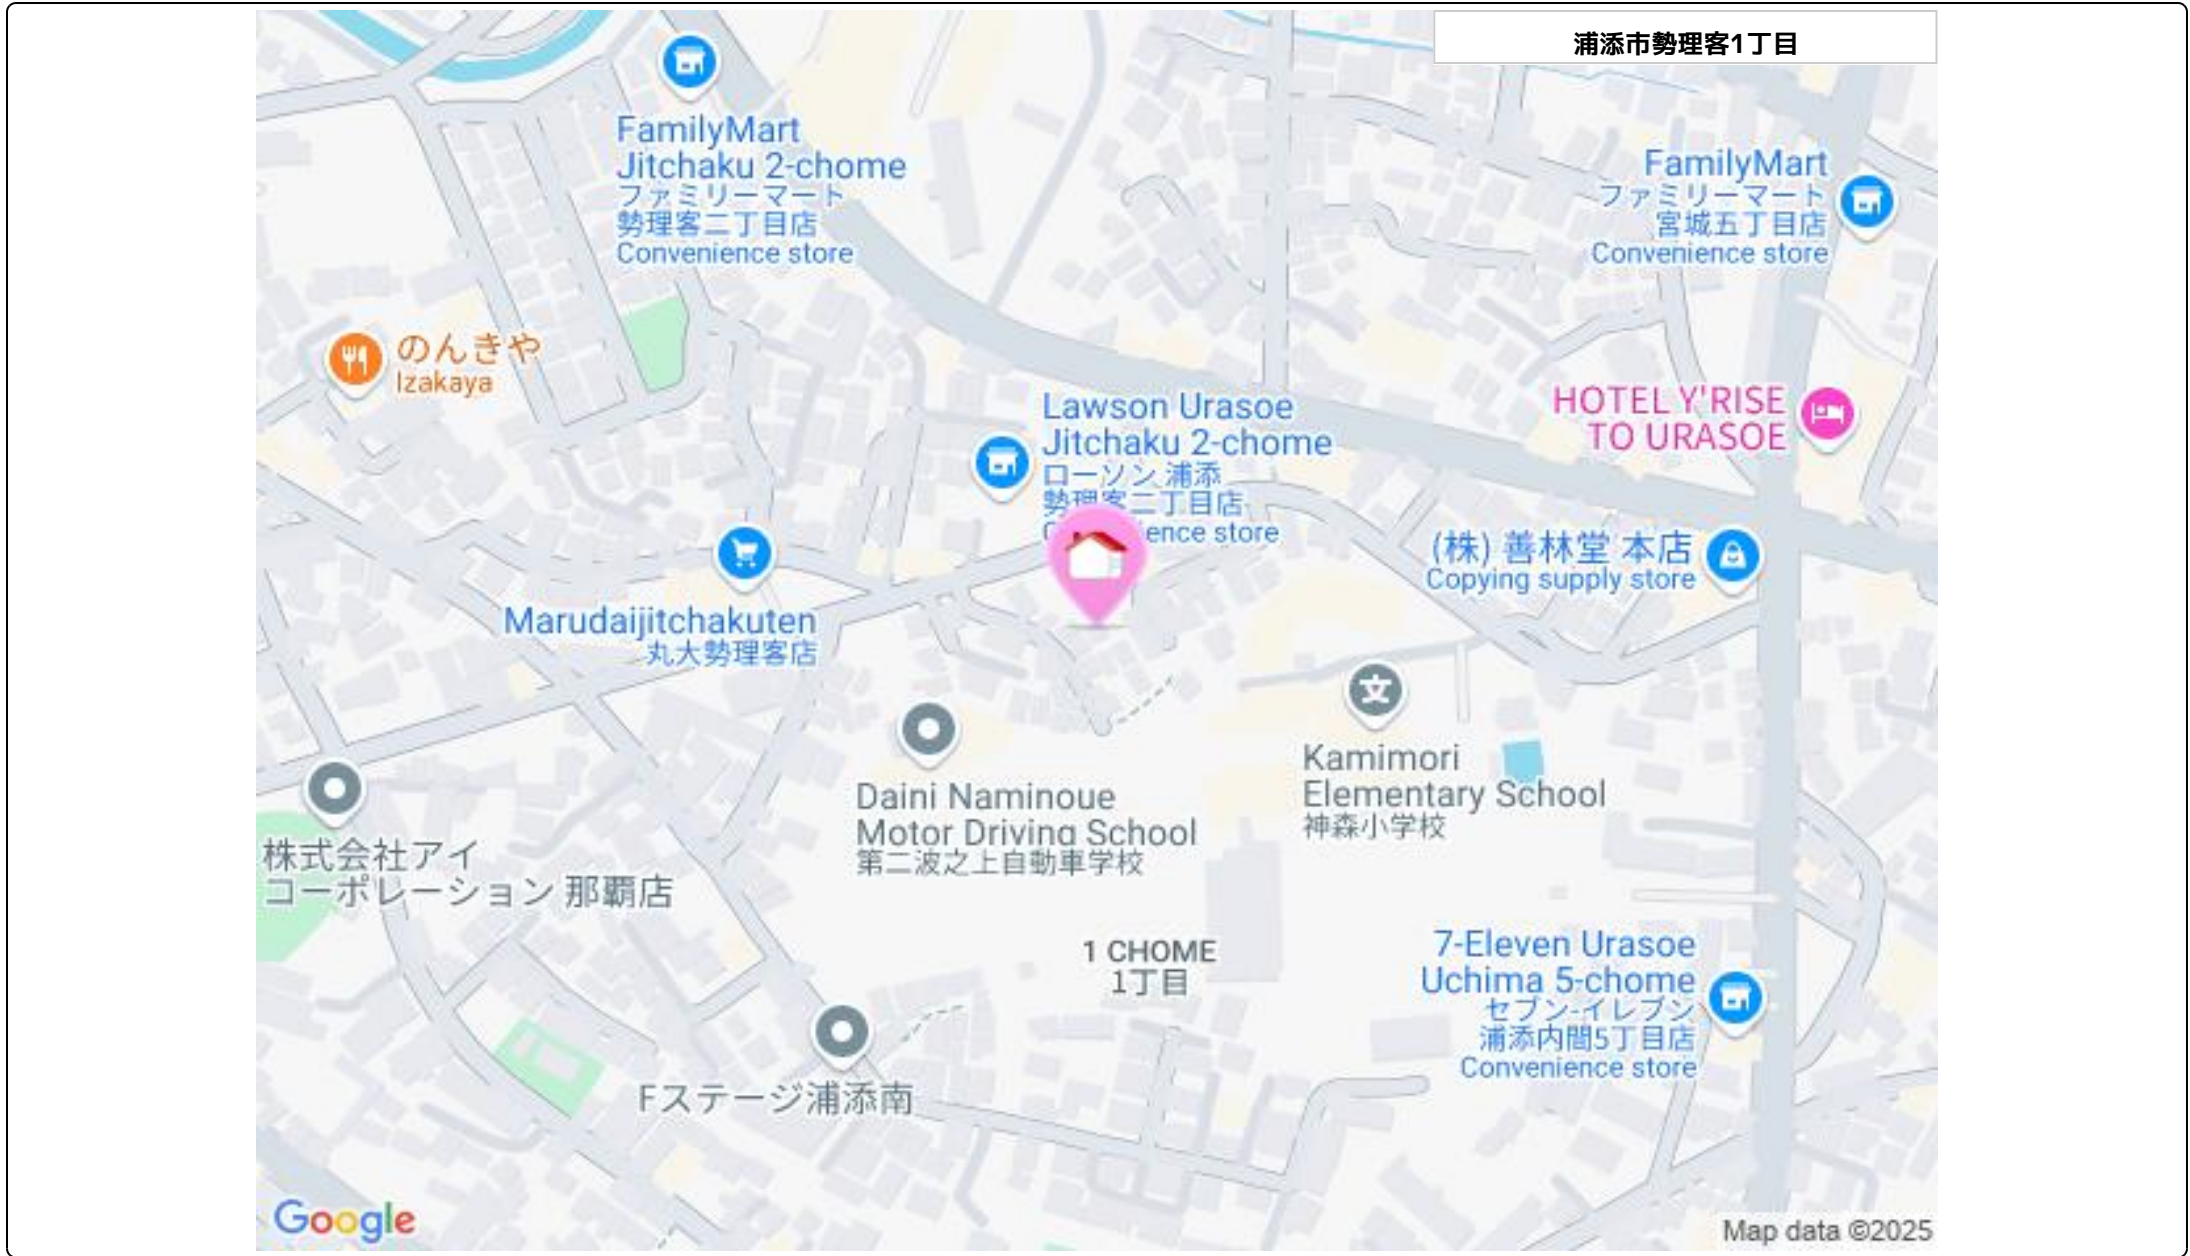 浦添市勢理客1丁目
FamilyMart
Jitchaku 2-chome
ファミリーマート
勢理客二丁目店
Convenience store
FamilyMart
ファミリーマート
宮城五丁目店
Convenience store
のんきや
Izakaya
HOTEL Y'RISE
TO URASOE
Lawson Urasoe
Jitchaku 2-chome
ローソン 浦添
勢理客二丁目店
ence store
(株) 善林堂 本店
Copying supply store
Marudaijitchakuten
丸大勢理客店
Kamimori
Elementary School
神森小学校
Daini Naminoue
Motor Driving School
第二波之上自動車学校
株式会社アイ
コーポレーション 那覇店
1 CHOME
1丁目
7-Eleven Urasoe
Uchima 5-chome
セブン-イレブン
浦添内間5丁目店
Convenience store
Fステージ浦添南
Google
Map data ©2025